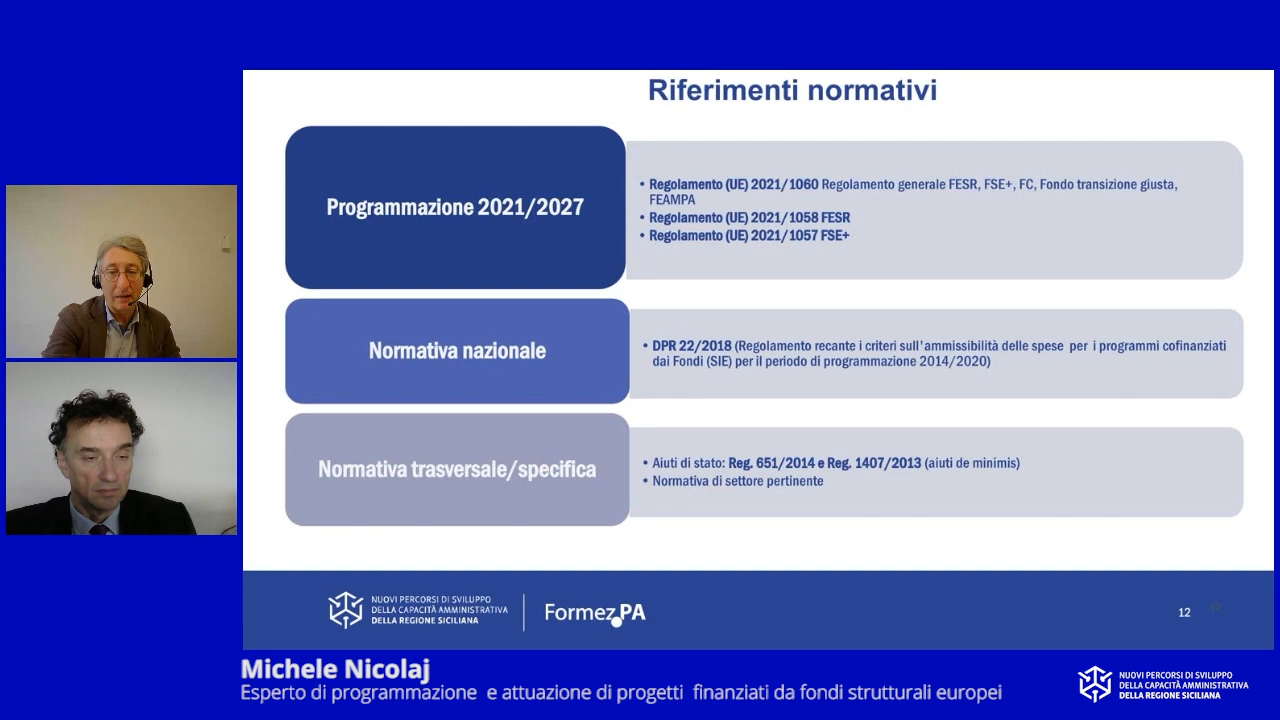 Riferimenti normativi
Programmazione 2021/2027
• Regolamento (UE) 2021/1060 Regolamento generale FESR, FSE+, FC, Fondo transizione giusta,
FEAMPA
• Regolamento (UE) 2021/1058 FESR
• Regolamento (UE) 2021/1057 FSE+
Normativa nazionale
• DPR 22/2018 (Regolamento recante i criteri sull'ammissibilità delle spese per i programmi cofinanziati
dai Fondi (SIE) per il periodo di programmazione 2014/2020)
Normativa trasversale/specifica
• Aiuti di stato: Reg. 651/2014 e Reg. 1407/2013 (aiuti de minimis)
• Normativa di settore pertinente
NUOVI PERCORSI DI SVILUPPO
DELLA CAPACITÀ AMMINISTRATIVA
DELLA REGIONE SICILIANA
Formez PA
12
Michele Nicolaj
Esperto di programmazione e attuazione di progetti finanziati da fondi strutturali europei
NUOVI PERCORSI DI SVILUPPO
DELLA CAPACITÀ AMMINISTRATIVA
DELLA REGIONE SICILIANA